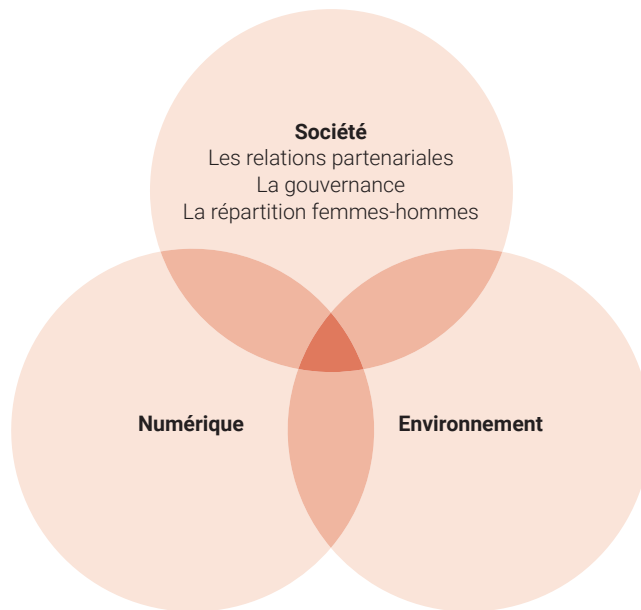 Société
Les relations partenariales
La gouvernance
La répartition femmes-hommes
Numérique
Environnement